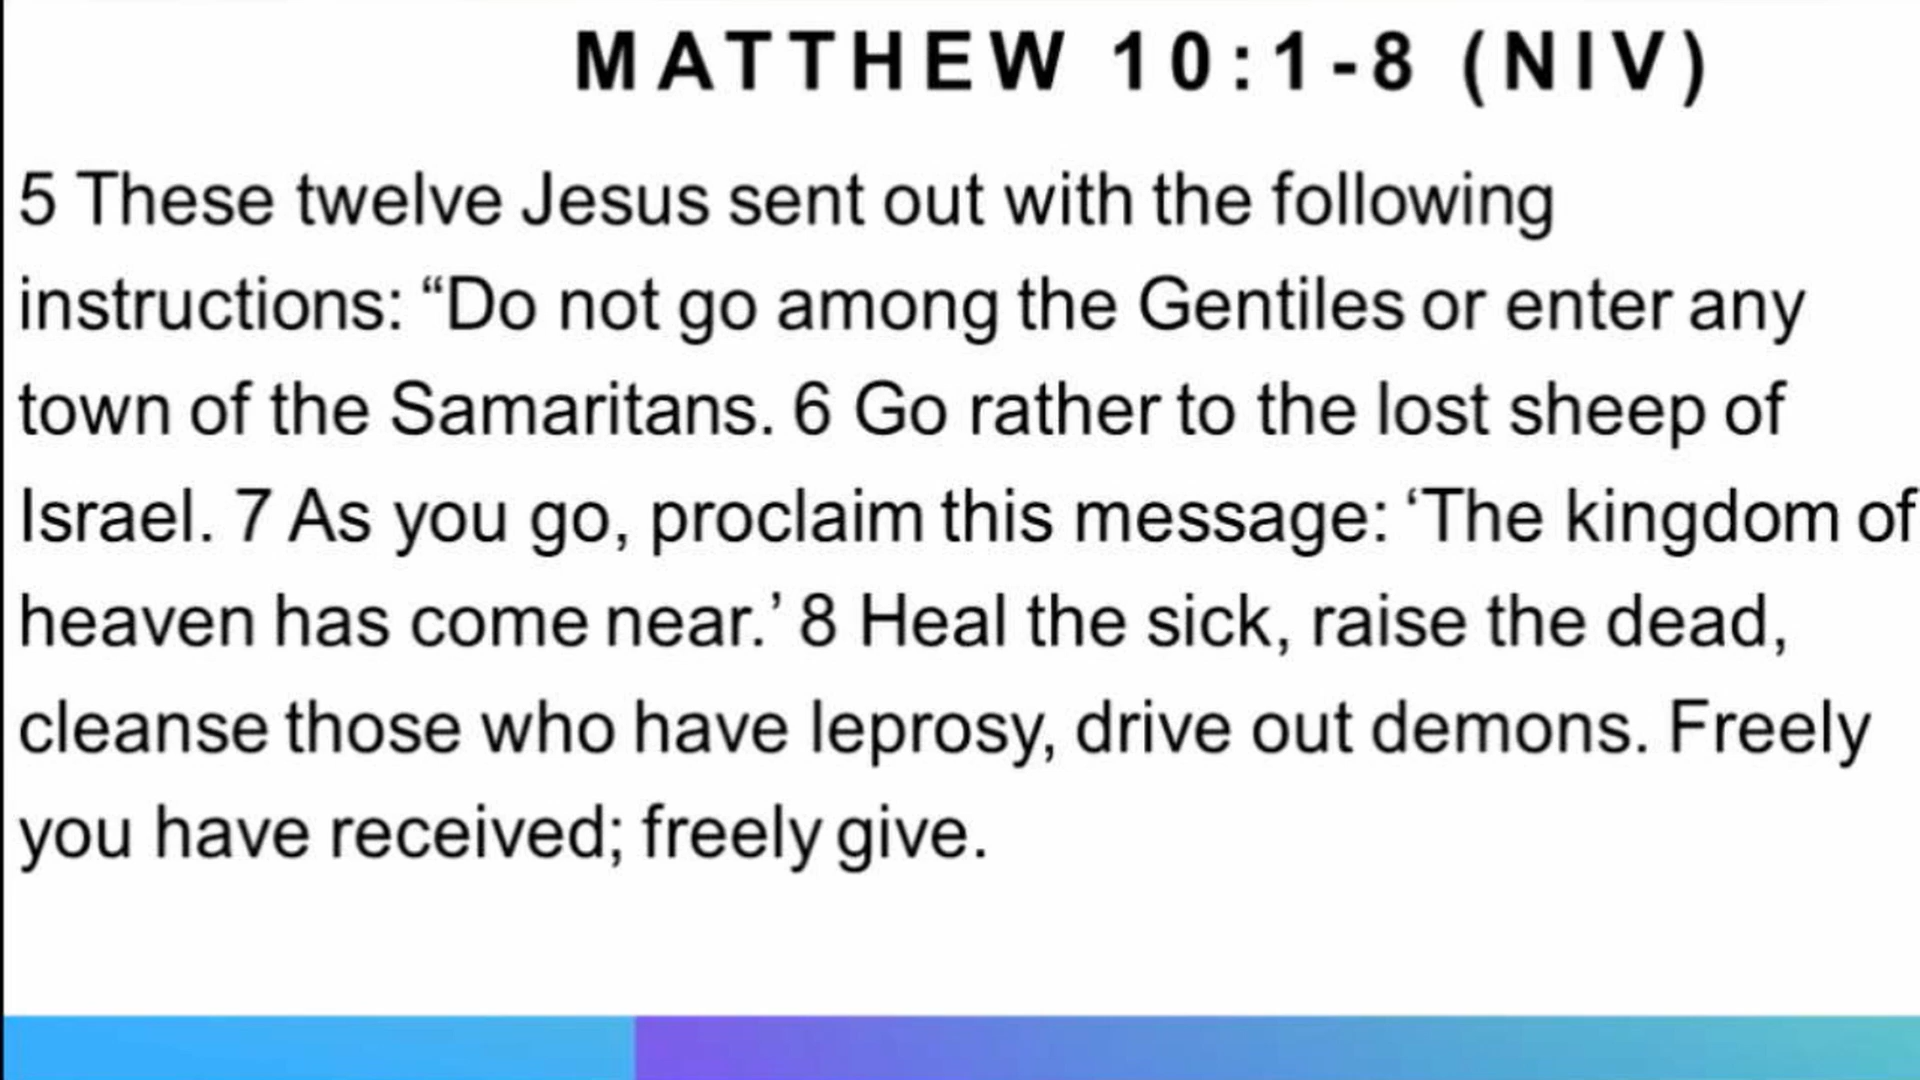 MATTHEW 10:1-8 (NIV)
5 These twelve Jesus sent out with the following
instructions: “Do not go among the Gentiles or enter any
town of the Samaritans. 6 Go rather to the lost sheep of
Israel. 7 As you go, proclaim this message: ‘The kingdom of
heaven has come near.’ 8 Heal the sick, raise the dead,
cleanse those who have leprosy, drive out demons. Freely
you have received; freely give.